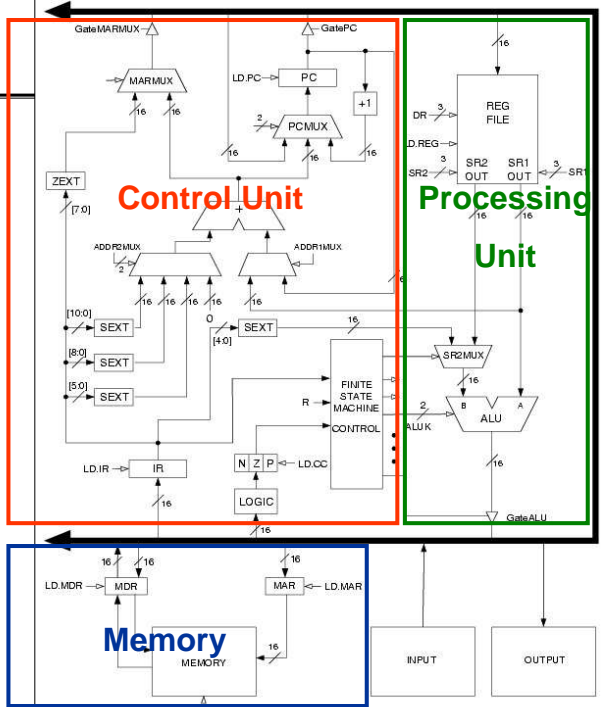 GateMARMUX
GatePC
16
MARMUX
LD.PC
PC
+1
2
PCMUX
16
16
16
16
16
REG
FILE
DR
3
LD.REG
SR2
3
SR2
OUT
SR1
OUT
3
SR1
16
16
ZEXT
[7:0]
Control Unit
Processing
Unit
+
ADDR2MUX
2
ADDR1MUX
16
16
16
16
16
16
0
[10:0]
SEXT
[4:0]
SEXT
16
[8:0]
SEXT
[5:0]
SEXT
SR2MUX
16
FINITE
STATE
MACHINE
CONTROL
R
2
ALUK
B
A
ALU
16
LD.IR
IR
N Z P
LD.CC
LOGIC
16
16
GateALU
16
16
16
LD.MDR
MDR
MAR
LD.MAR
Memory
MEMORY
16
INPUT
OUTPUT